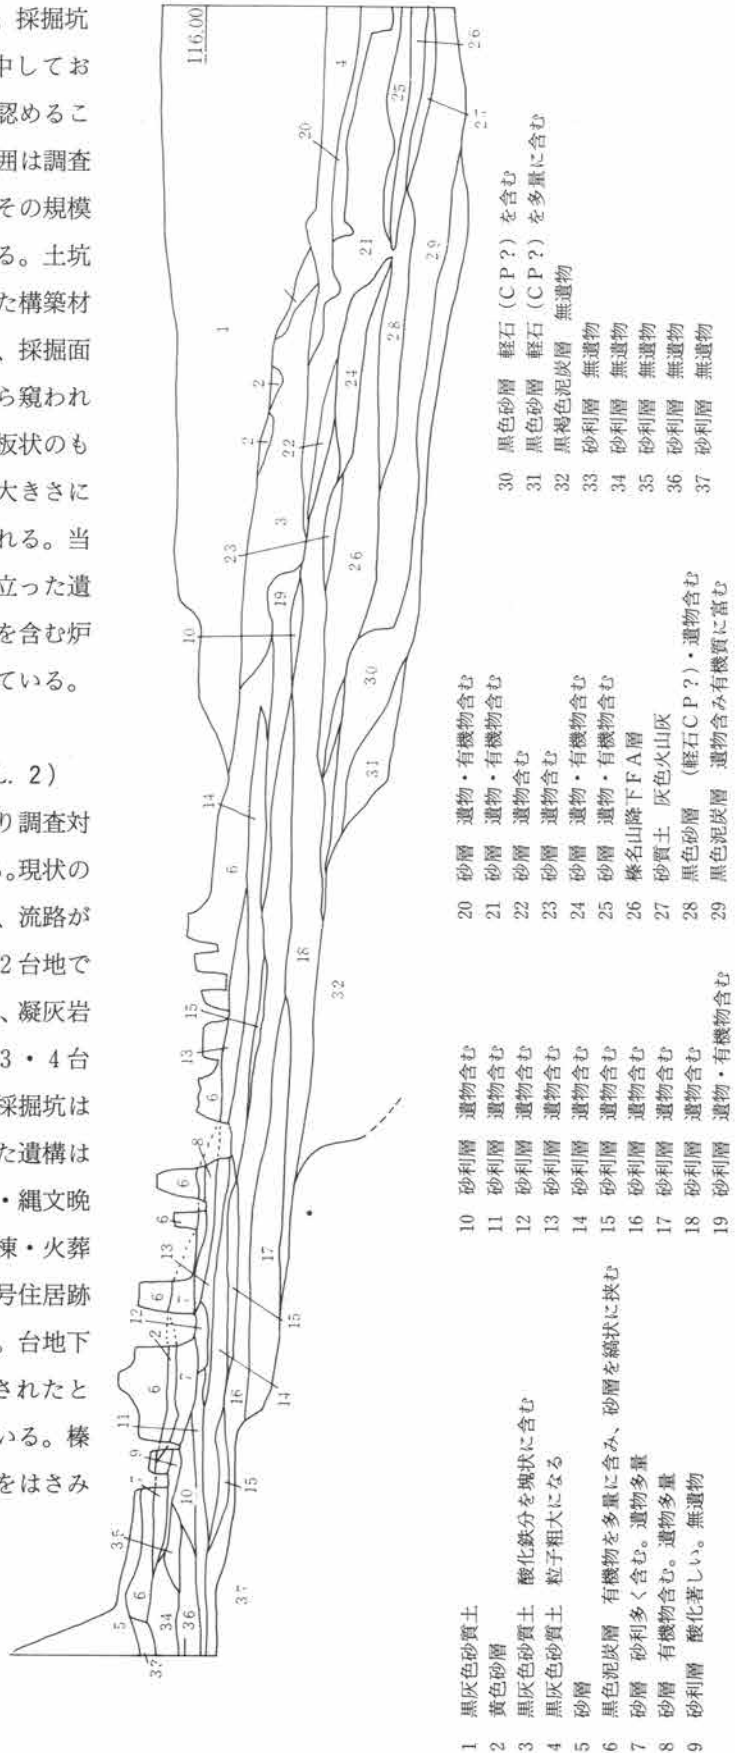 採掘坑
中してお
認めるこ
囲は調査
その規模
る。土坑
た構築材
、採掘面
ら窺われ
板状のも
大きさに
れる。当
立った遺
を含む炉
ている。
2)
り調査対
。現状の
、流路が
2台地で
、凝灰岩
3・4台
採掘坑は
た遺構は
・縄文晩
棟・火葬
号住居跡
。台地下
されたと
いる。榛
をはさみ
116.00
1 黒灰色砂質土
2 黄色砂層
3 黒灰色砂質土 酸化鉄分を塊状に含む
4 黒灰色砂質土 粒子粗大になる
5 砂層
6 黒色泥炭層 有機物を多量に含み、砂層を縞状に挟む
7 砂層 砂利多く含む。遺物多量
8 砂層 有機物含む。遺物多量
9 砂利層 酸化著しい。無遺物
10 砂利層 遺物含む
11 砂利層 遺物含む
12 砂利層 遺物含む
13 砂利層 遺物含む
14 砂利層 遺物含む
15 砂利層 遺物含む
16 砂利層 遺物含む
17 砂利層 遺物含む
18 砂利層 遺物含む
19 砂利層 遺物・有機物含む
20 砂層 遺物・有機物含む
21 砂層 遺物・有機物含む
22 砂層 遺物含む
23 砂層 遺物含む
24 砂層 遺物・有機物含む
25 砂層 遺物・有機物含む
26 榛名山降下FA層
27 砂質土 灰色火山灰
28 黒色砂層 (軽石CP?)・遺物含む
29 黒色泥炭層 遺物含み有機質に富む
30 黒色砂層 軽石(CP?)を含む
31 黒色砂層 軽石(CP?)を多量に含む
32 黒褐色泥炭層 無遺物
33 砂利層 無遺物
34 砂利層 無遺物
35 砂利層 無遺物
36 砂利層 無遺物
37 砂利層 無遺物